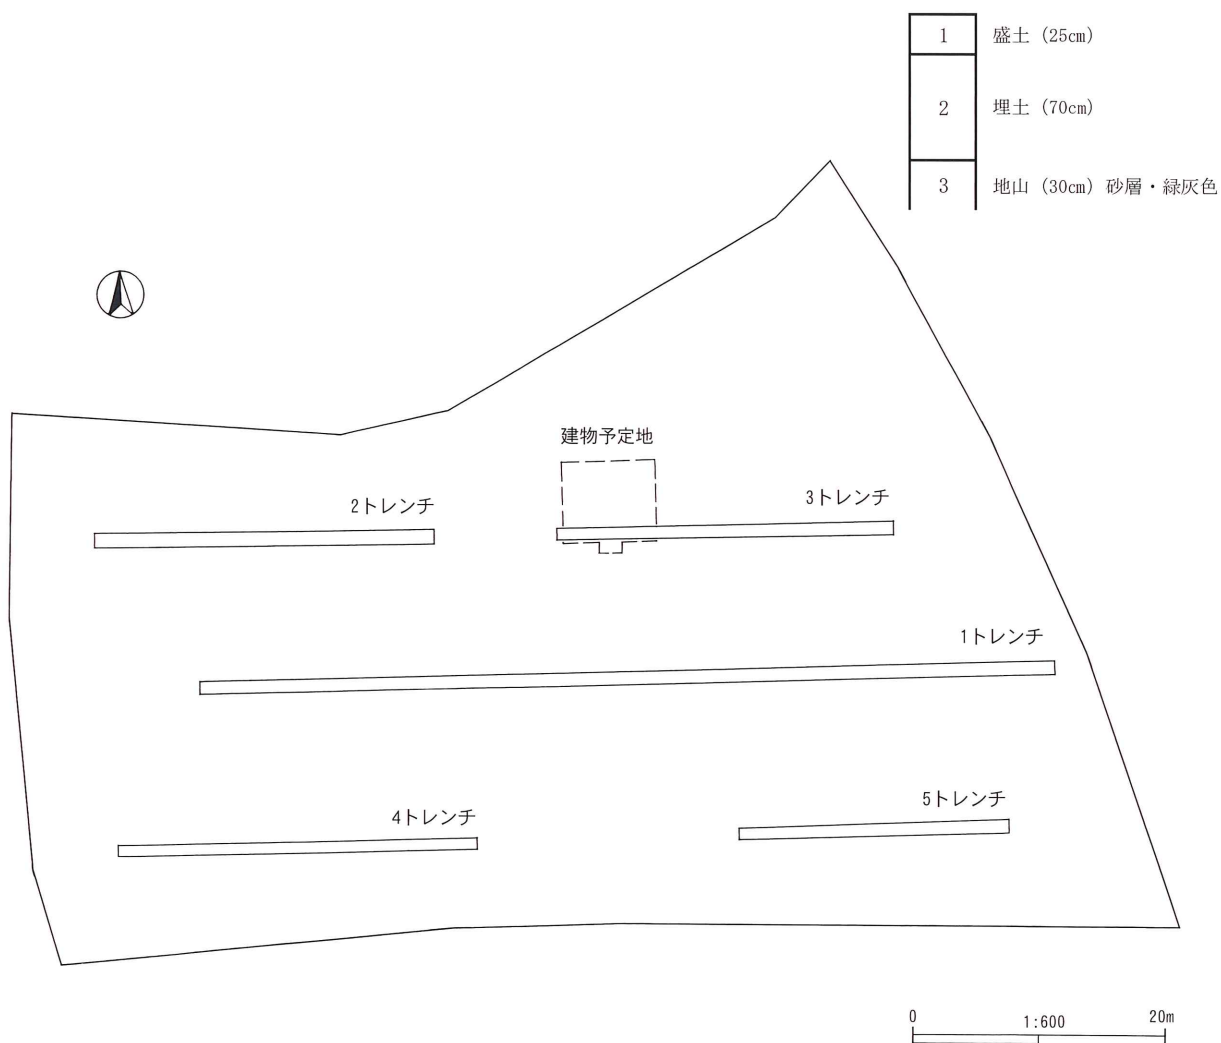 1 盛土 (25cm)
2 埋土 (70cm)
3 地山 (30cm) 砂層・緑灰色
建物予定地
2トレンチ
3トレンチ
1トレンチ
4トレンチ
5トレンチ
0 1:600 20m